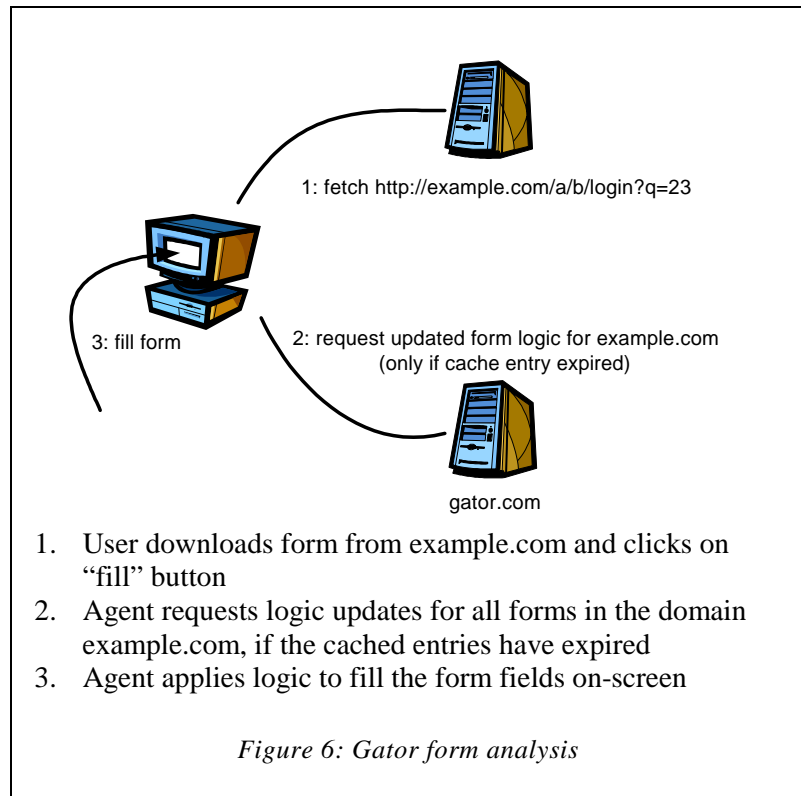 1: fetch http://example.com/a/b/login?q=23
3: fill form
2: request updated form logic for example.com
(only if cache entry expired)
gator.com
1. User downloads form from example.com and clicks on
“fill” button
2. Agent requests logic updates for all forms in the domain
example.com, if the cached entries have expired
3. Agent applies logic to fill the form fields on-screen
Figure 6: Gator form analysis